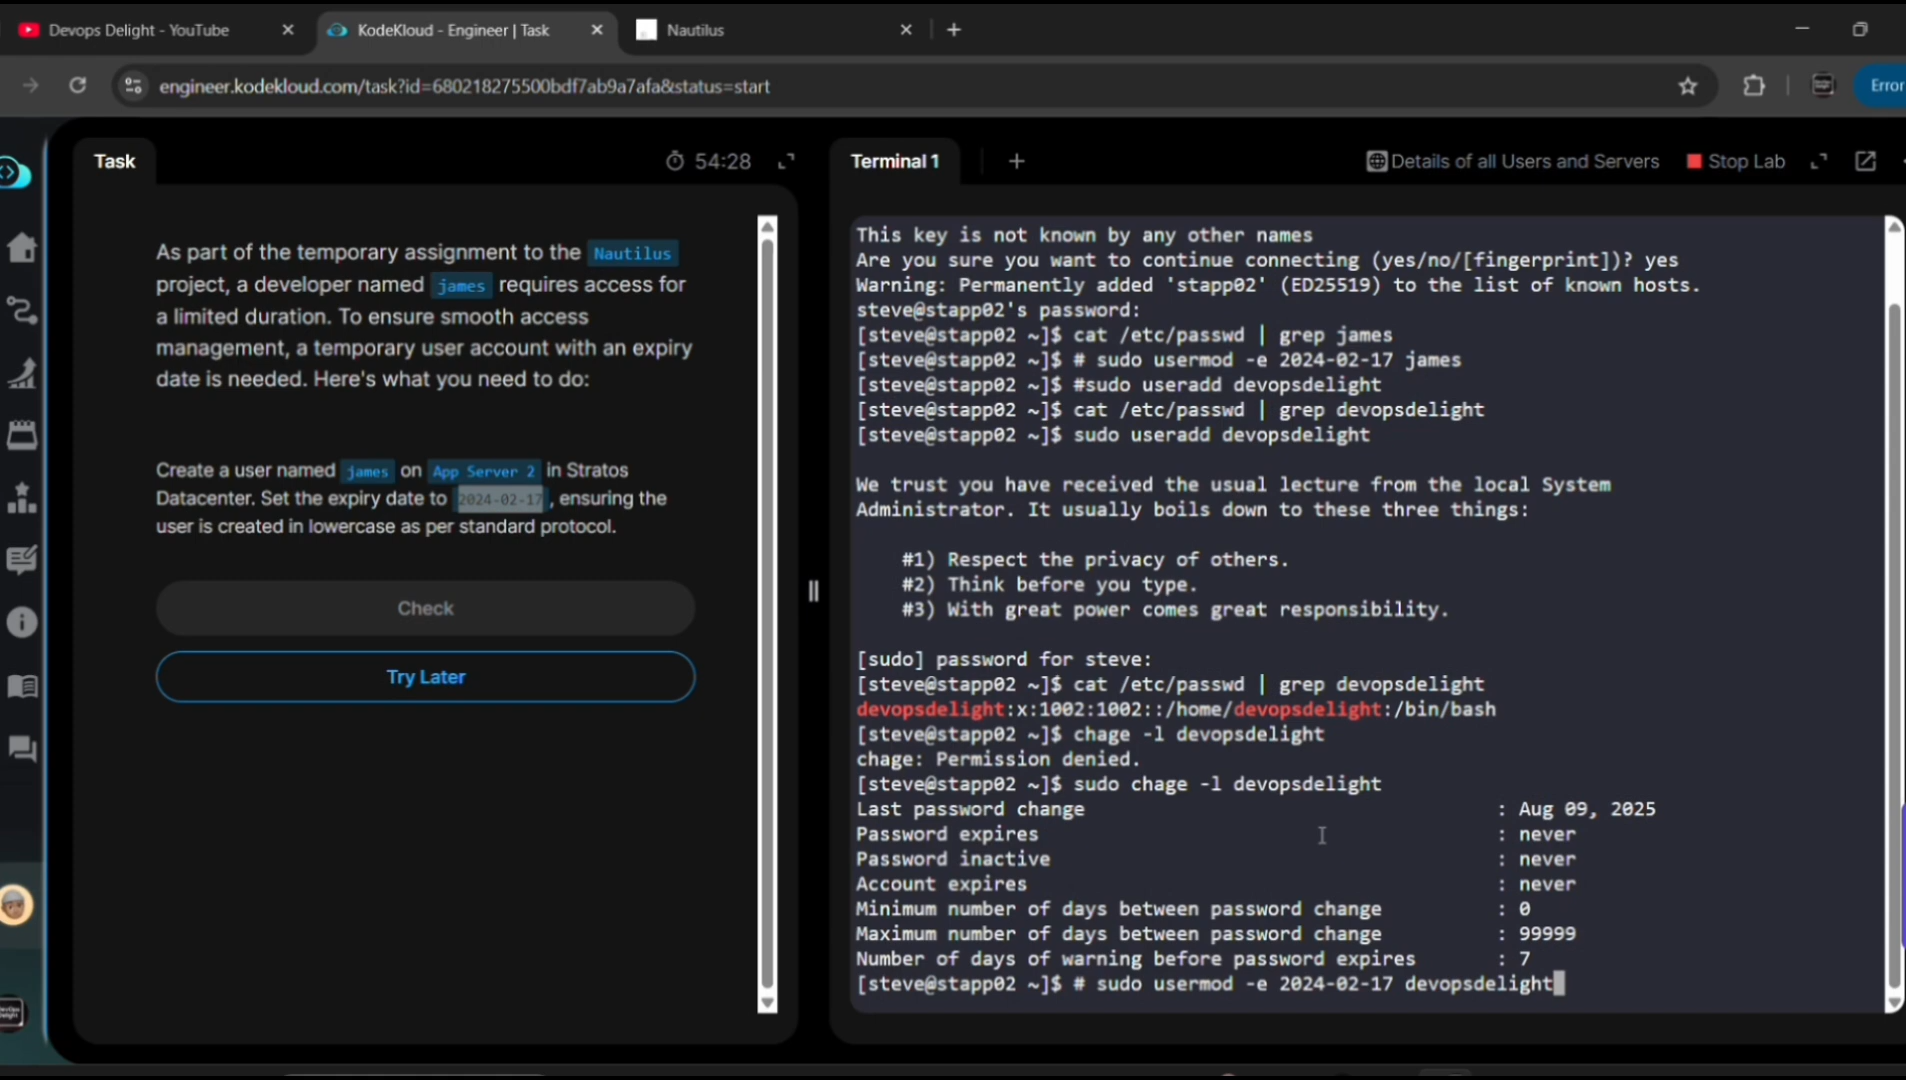 Devops Delight - YouTube
KodeKloud - Engineer | Task
Nautilus
engineer.kodekloud.com/task?id=680218275500bdf7ab9a7afa&status=start
Error
Task
54:28
Terminal 1
Details of all Users and Servers
Stop Lab
As part of the temporary assignment to the Nautilus
project, a developer named james requires access for
a limited duration. To ensure smooth access
management, a temporary user account with an expiry
date is needed. Here's what you need to do:
Create a user named james on App Server 2 in Stratos
Datacenter. Set the expiry date to 2024-02-17, ensuring the
user is created in lowercase as per standard protocol.
Check
Try Later
This key is not known by any other names
Are you sure you want to continue connecting (yes/no/[fingerprint])? yes
Warning: Permanently added 'stapp02' (ED25519) to the list of known hosts.
steve@stapp02's password:
[steve@stapp02 ~]$ cat /etc/passwd | grep james
[steve@stapp02 ~]$ # sudo usermod -e 2024-02-17 james
[steve@stapp02 ~]$ #sudo useradd devopsdelight
[steve@stapp02 ~]$ cat /etc/passwd | grep devopsdelight
[steve@stapp02 ~]$ sudo useradd devopsdelight
We trust you have received the usual lecture from the local System
Administrator. It usually boils down to these three things:
#1) Respect the privacy of others.
#2) Think before you type.
#3) With great power comes great responsibility.
[sudo] password for steve:
[steve@stapp02 ~]$ cat /etc/passwd | grep devopsdelight
devopsdelight:x:1002:1002::/home/devopsdelight:/bin/bash
[steve@stapp02 ~]$ chage -l devopsdelight
chage: Permission denied.
[steve@stapp02 ~]$ sudo chage -l devopsdelight
Last password change : Aug 09, 2025
Password expires : never
Password inactive : never
Account expires : never
Minimum number of days between password change : 0
Maximum number of days between password change : 99999
Number of days of warning before password expires : 7
[steve@stapp02 ~]$ # sudo usermod -e 2024-02-17 devopsdelight